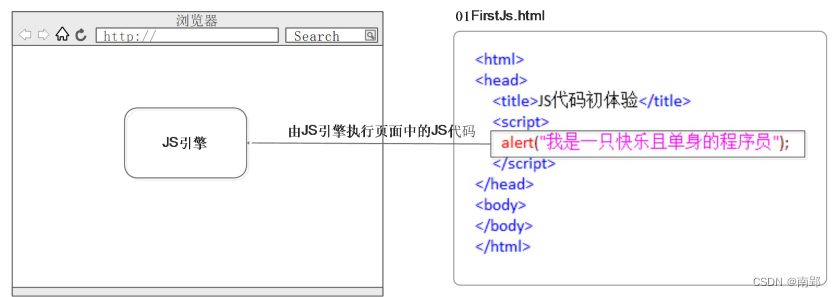 浏览器
http://
Search
JS引擎
由JS引擎执行页面中的JS代码
01FirstJs.html
<html>
<head>
<title>JS代码初体验</title>
<script>
alert("我是一只快乐且单身的程序员");
</script>
</head>
<body>
</body>
</html>
CSDN @南郢